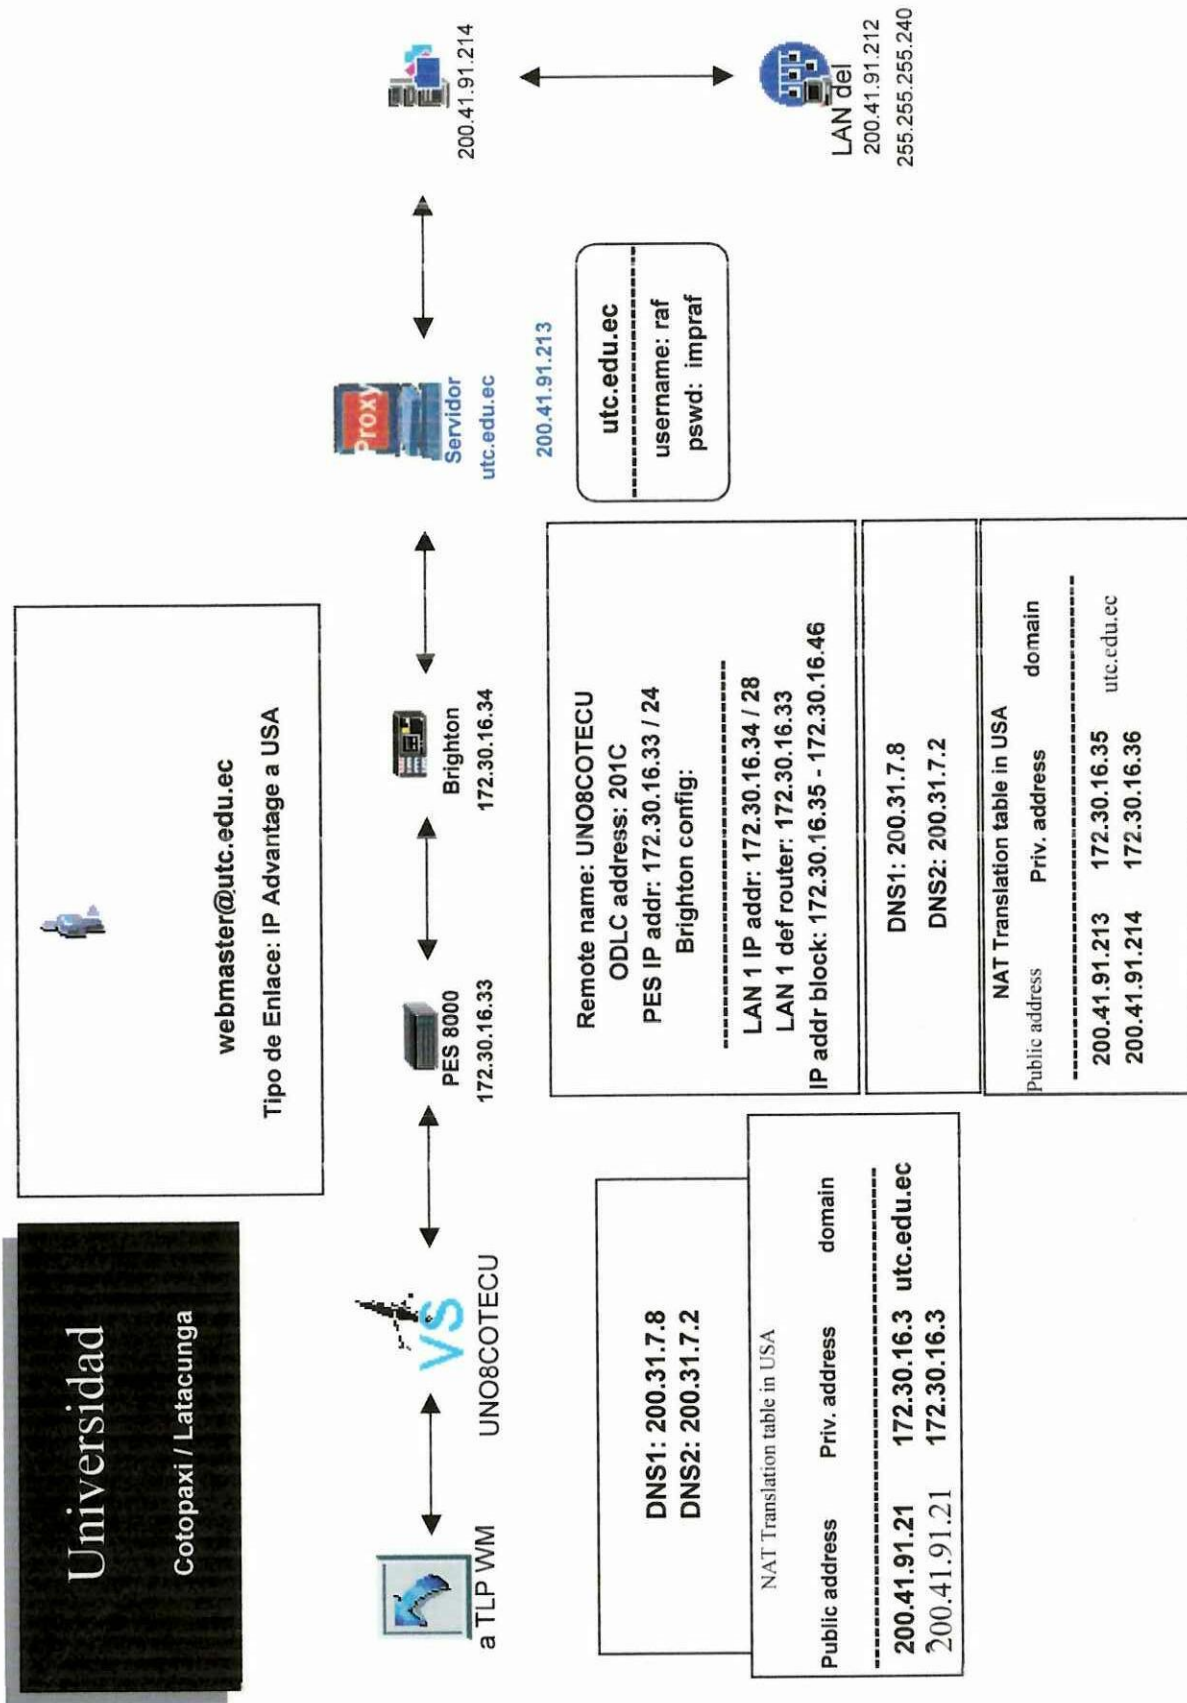 Universidad
Cotopaxi / Latacunga
webmaster@utc.edu.ec
Tipo de Enlace: IP Advantage a USA
a TLP WM
VS
UNO8COTECU
PES 8000
172.30.16.33
Brighton
172.30.16.34
Proxy
Servidor
utc.edu.ec
200.41.91.213
200.41.91.214
LAN del
200.41.91.212
255.255.255.240
DNS1: 200.31.7.8
DNS2: 200.31.7.2
NAT Translation table in USA
Public address Priv. address domain
200.41.91.21 172.30.16.3 utc.edu.ec
200.41.91.21 172.30.16.3
Remote name: UNO8COTECU
ODLC address: 201C
PES IP addr: 172.30.16.33 / 24
Brighton config:
LAN 1 IP addr: 172.30.16.34 / 28
LAN 1 def router: 172.30.16.33
IP addr block: 172.30.16.35 - 172.30.16.46
DNS1: 200.31.7.8
DNS2: 200.31.7.2
NAT Translation table in USA
Public address Priv. address domain
200.41.91.213 172.30.16.35 utc.edu.ec
200.41.91.214 172.30.16.36
utc.edu.ec
username: raf
pswd: impraf